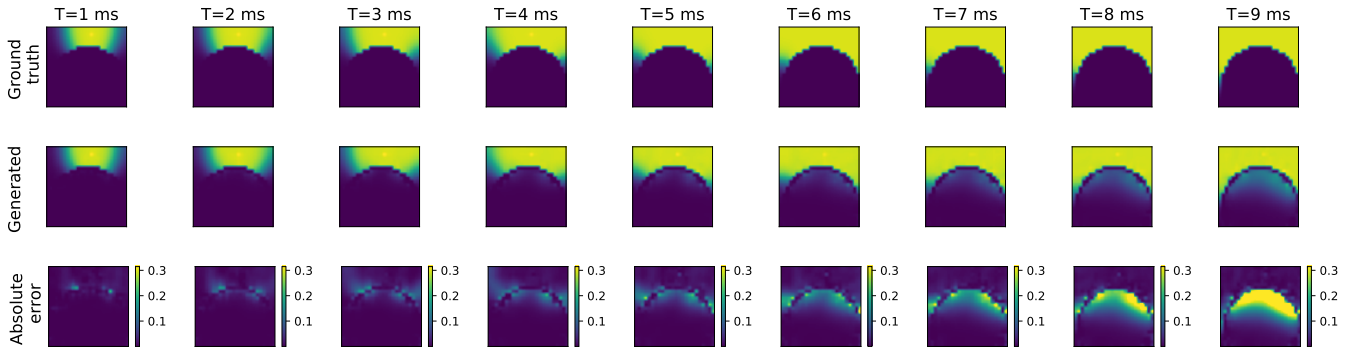 T=1 ms T=2 ms T=3 ms T=4 ms T=5 ms T=6 ms T=7 ms T=8 ms T=9 ms
Ground
truth
Generated
Absolute
error
0.3 0.3 0.3 0.3 0.3 0.3 0.3 0.3 0.3
0.2 0.2 0.2 0.2 0.2 0.2 0.2 0.2 0.2
0.1 0.1 0.1 0.1 0.1 0.1 0.1 0.1 0.1